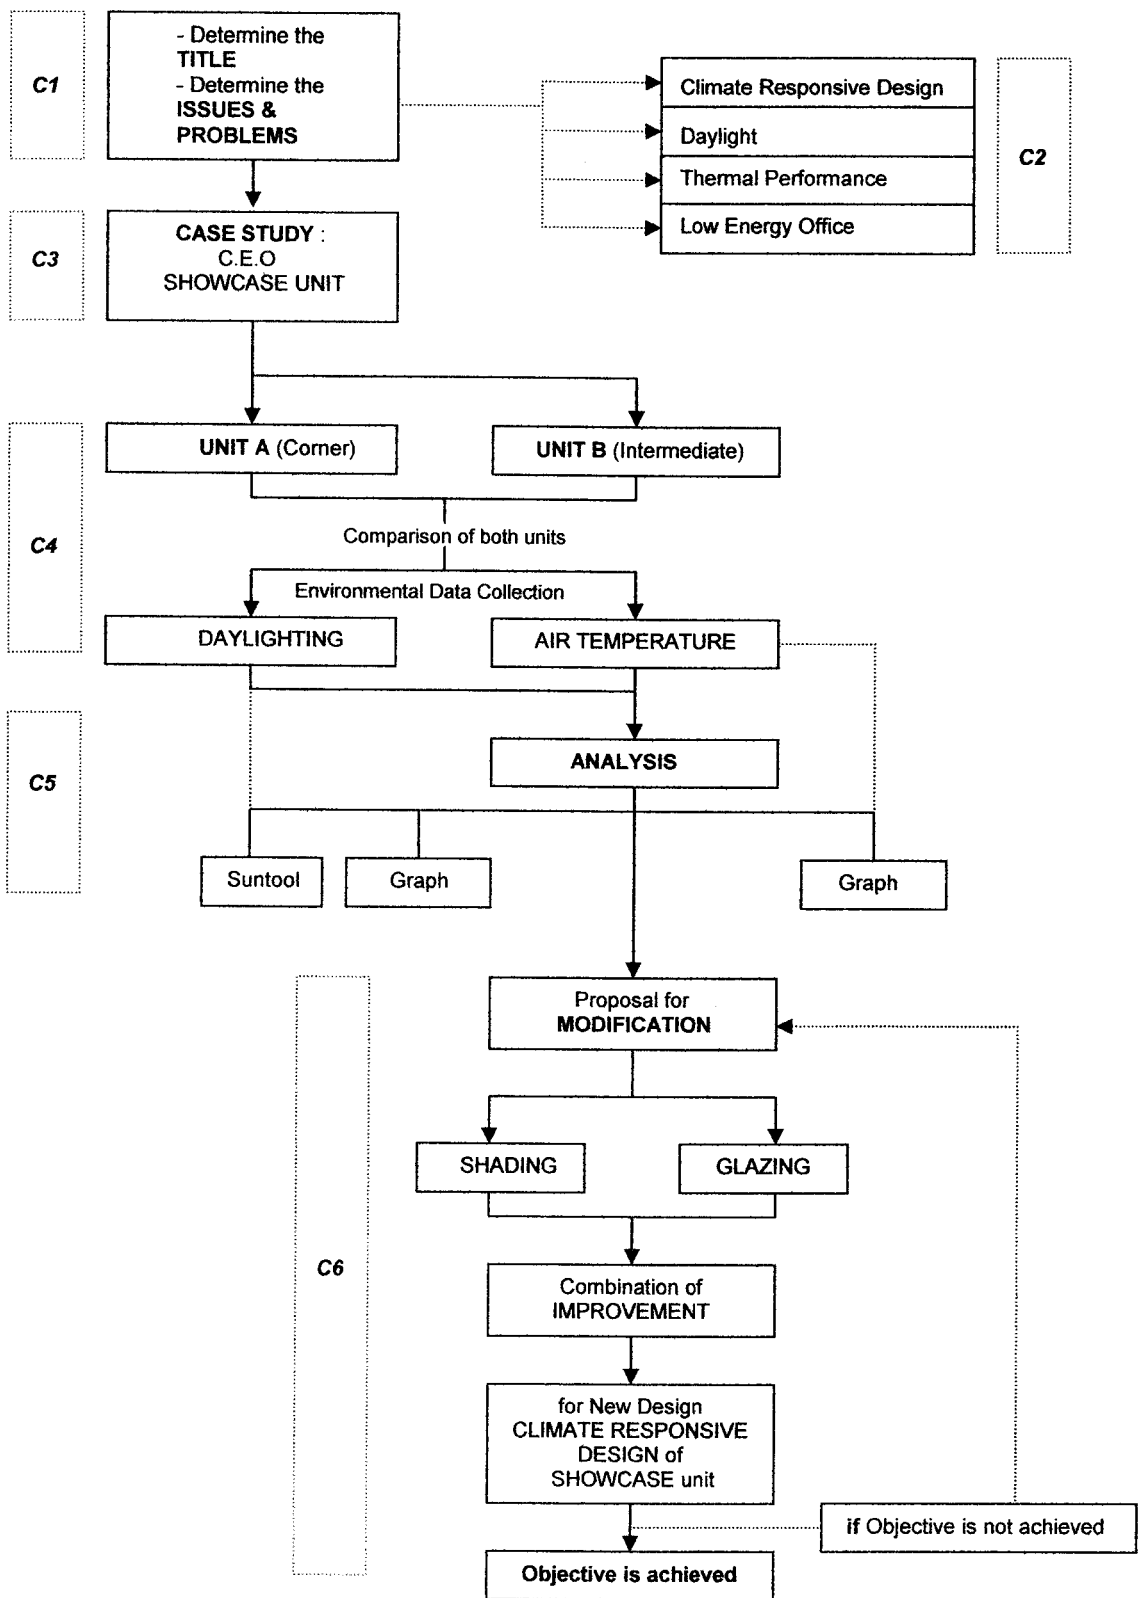 C1
- Determine the
TITLE
- Determine the
ISSUES &
PROBLEMS
Climate Responsive Design
Daylight
Thermal Performance
Low Energy Office
C2
C3
CASE STUDY :
C.E.O
SHOWCASE UNIT
UNIT A (Corner)
UNIT B (Intermediate)
C4
Comparison of both units
Environmental Data Collection
DAYLIGHTING
AIR TEMPERATURE
C5
ANALYSIS
Suntool
Graph
Graph
Proposal for
MODIFICATION
SHADING
GLAZING
C6
Combination of
IMPROVEMENT
for New Design
CLIMATE RESPONSIVE
DESIGN of
SHOWCASE unit
if Objective is not achieved
Objective is achieved